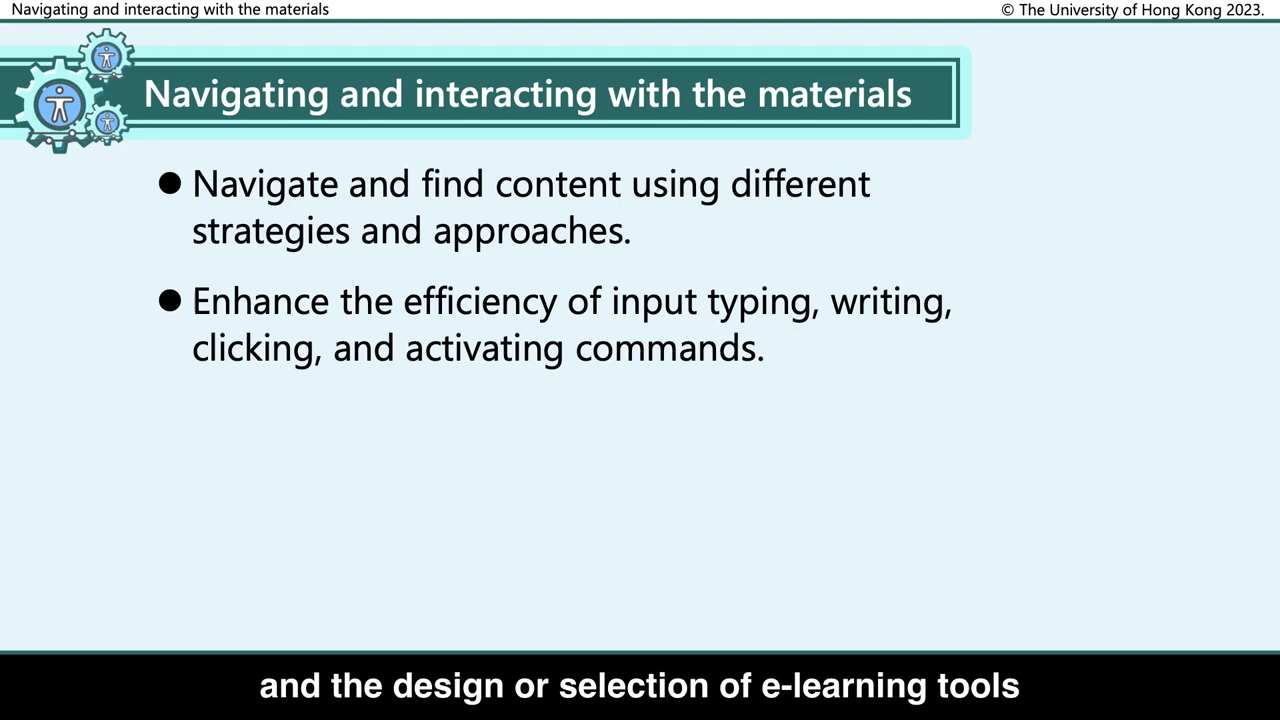 Navigating and interacting with the materials
© The University of Hong Kong 2023.
Navigating and interacting with the materials
● Navigate and find content using different
strategies and approaches.
● Enhance the efficiency of input typing, writing,
clicking, and activating commands.
and the design or selection of e-learning tools